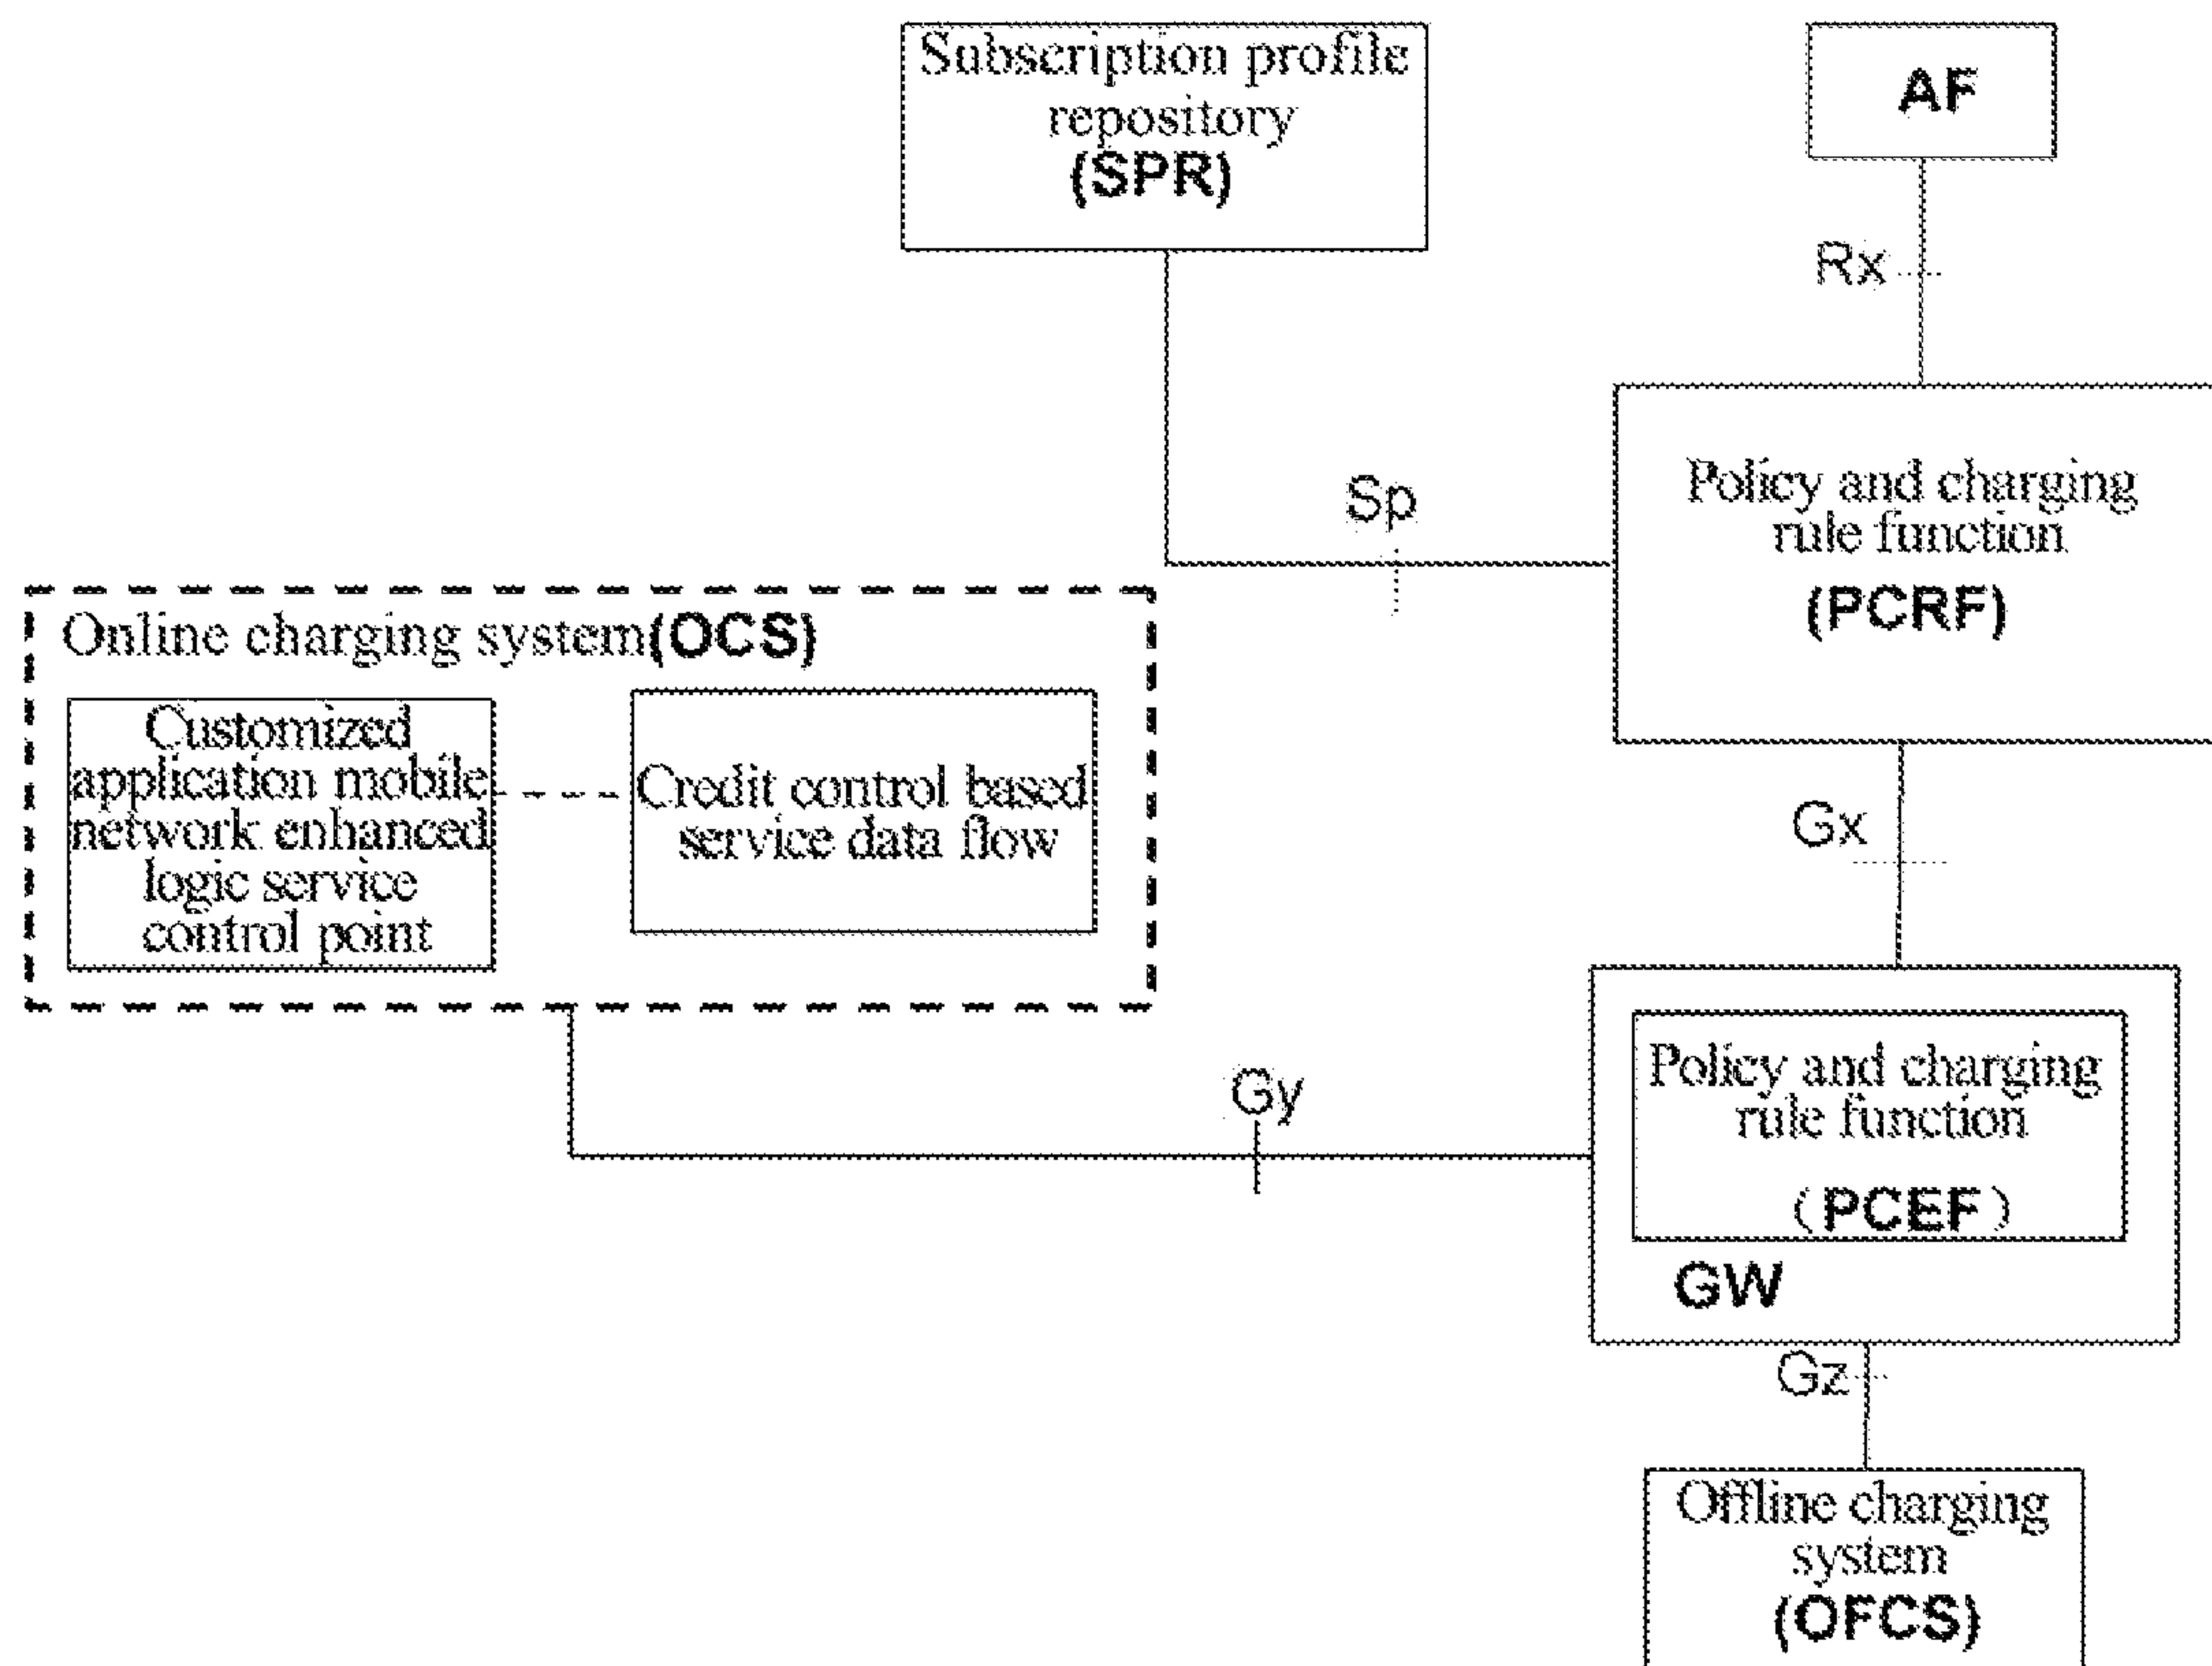 Subscription profile
repository
(SPR)
AF
Rx
Sp
Policy and charging
rule function
(PCRF)
Online charging system(OCS)
Customized
application mobile
network enhanced
logic service
control point
Credit control based
service data flow
Gx
Gy
Policy and charging
rule function
(PCEF)
GW
Gz
Offline charging
system
(OFCS)